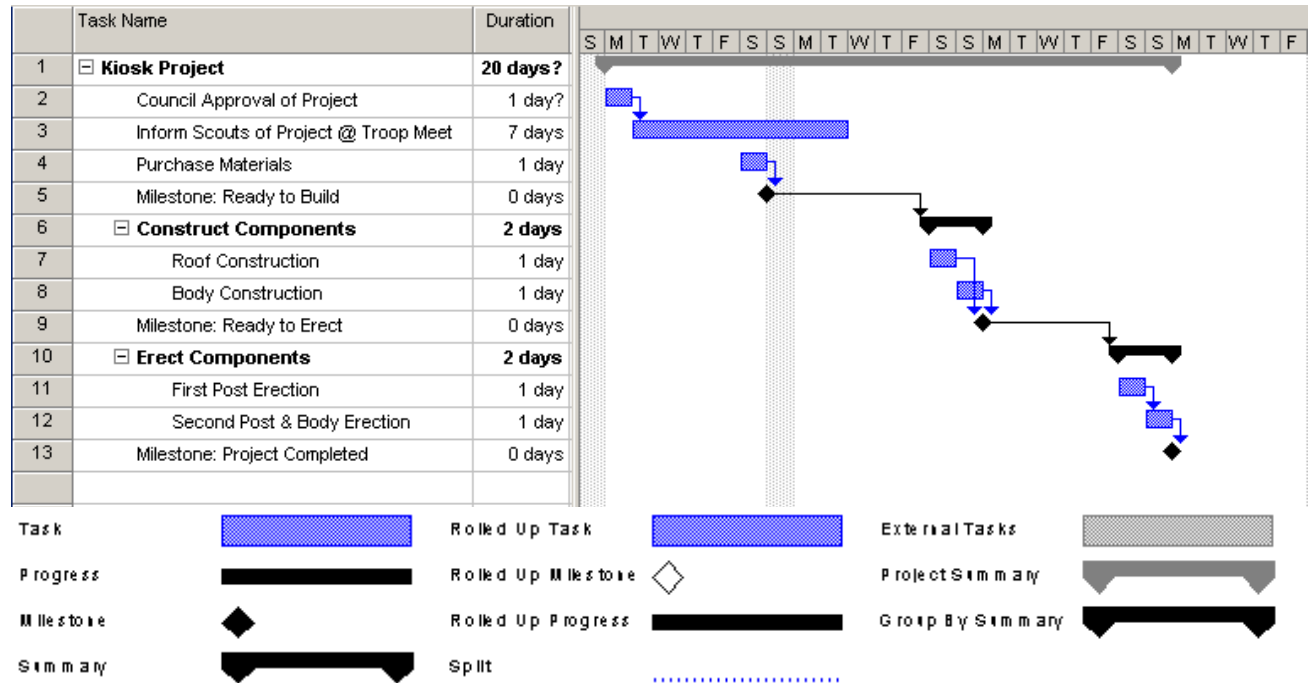 Task Name Duration
S M T W T F S S M T W T F S S M T W T F S S M T W T F
1 Kiosk Project 20 days?
2 Council Approval of Project 1 day?
3 Inform Scouts of Project @ Troop Meet 7 days
4 Purchase Materials 1 day
5 Milestone: Ready to Build 0 days
6 Construct Components 2 days
7 Roof Construction 1 day
8 Body Construction 1 day
9 Milestone: Ready to Erect 0 days
10 Erect Components 2 days
11 First Post Erection 1 day
12 Second Post & Body Erection 1 day
13 Milestone: Project Completed 0 days
Task Rolled Up Task External Tasks
Progress Rolled Up Milestone Project Summary
Milestone Rolled Up Progress Group By Summary
Summary Split